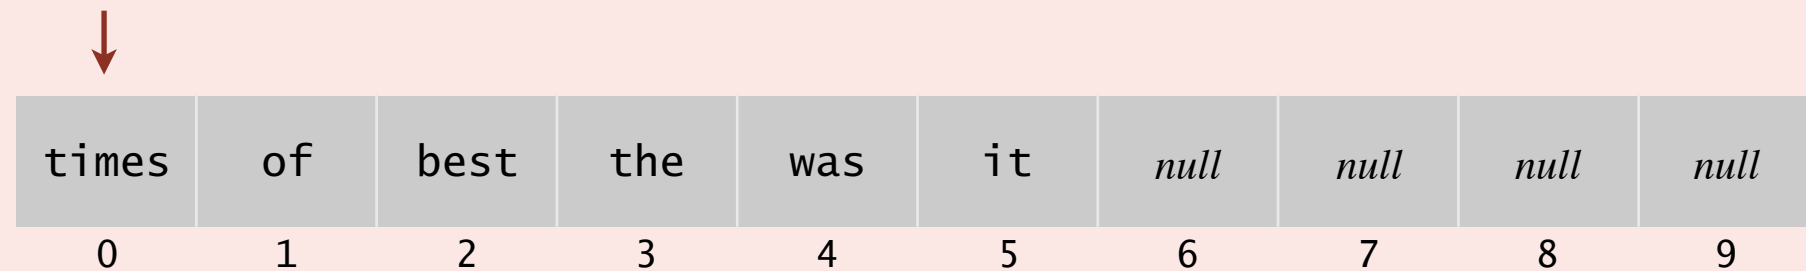 times of best the was it null null null null
0 1 2 3 4 5 6 7 8 9